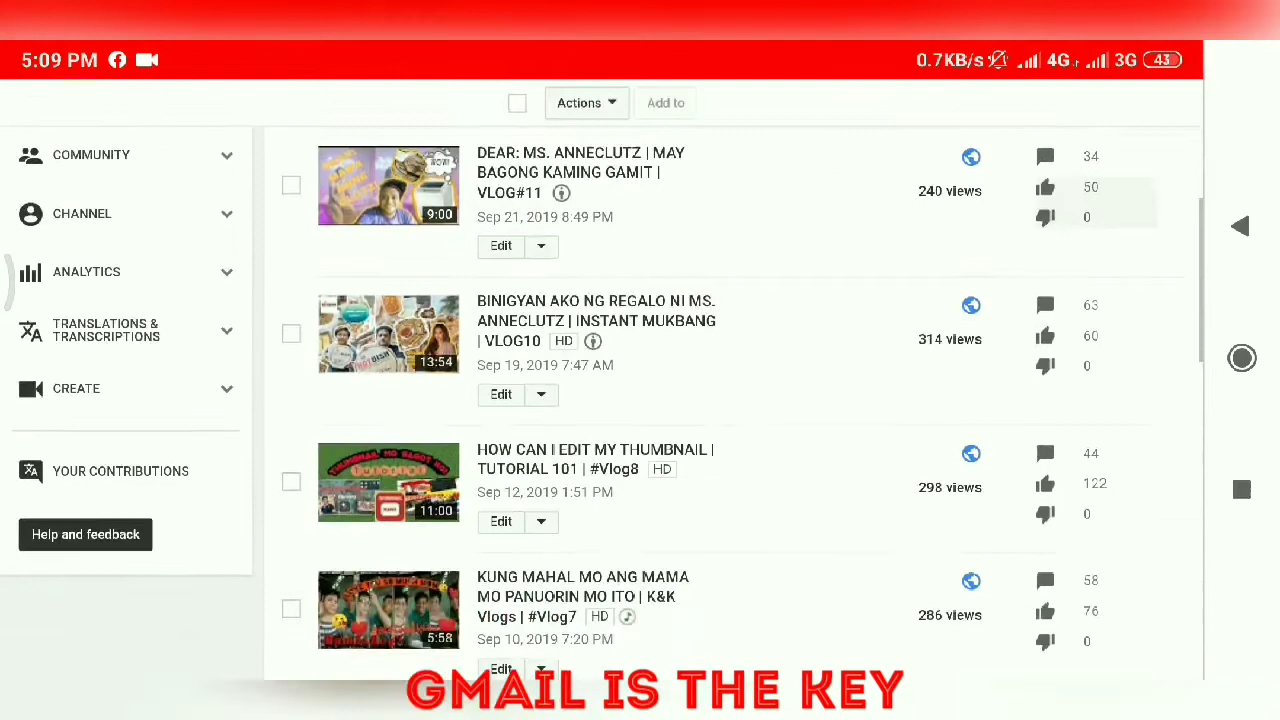 5:09 PM
0.7KB/s 4G 3G 43
Actions
Add to
COMMUNITY
CHANNEL
ANALYTICS
TRANSLATIONS &
TRANSCRIPTIONS
CREATE
YOUR CONTRIBUTIONS
Help and feedback
WOW!
9:00
DEAR: MS. ANNECLUTZ | MAY
BAGONG KAMING GAMIT |
VLOG#11
Sep 21, 2019 8:49 PM
Edit
240 views
34
50
0
13:54
BINIGYAN AKO NG REGALO NI MS.
ANNECLUTZ | INSTANT MUKBANG
| VLOG10 HD
Sep 19, 2019 7:47 AM
Edit
314 views
63
60
0
THUMBNAIL MO SAGOT KO!
TUTORIAL
11:00
HOW CAN I EDIT MY THUMBNAIL |
TUTORIAL 101 | #Vlog8 HD
Sep 12, 2019 1:51 PM
Edit
298 views
44
122
0
5:58
KUNG MAHAL MO ANG MAMA
MO PANUORIN MO ITO | K&K
Vlogs | #Vlog7 HD
Sep 10, 2019 7:20 PM
Edit
286 views
58
76
0
GMAIL IS THE KEY